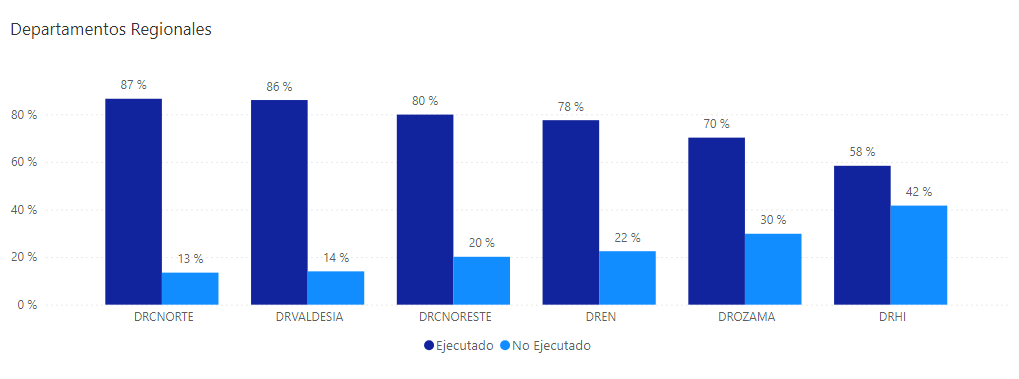 Departamentos Regionales
87 %
86 %
80 %
78 %
70 %
58 %
42 %
30 %
22 %
20 %
14 %
13 %
80 %
60 %
40 %
20 %
0 %
DRCNORTE
DRVALDESIA
DRCNORESTE
DREN
DROZAMA
DRHI
Ejecutado
No Ejecutado